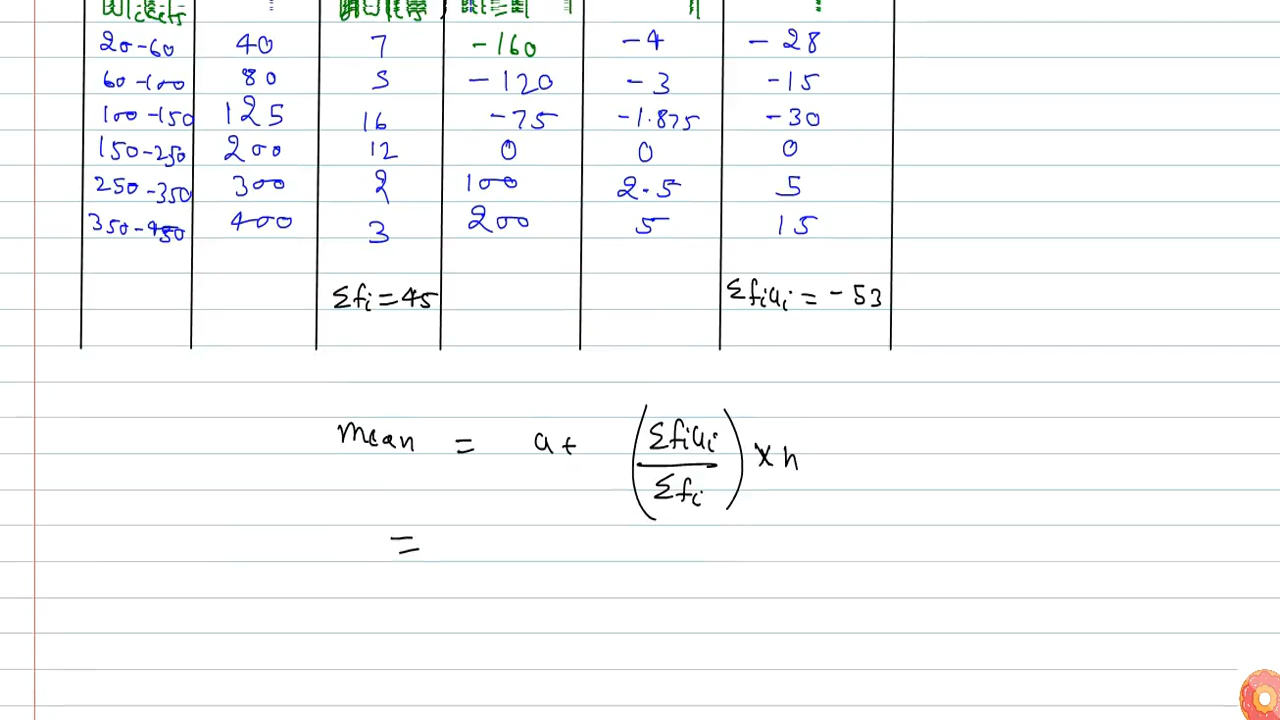 20-60 40 7 -160 -4 -28
60-100 80 5 -120 -3 -15
100-150 125 16 -75 -1.875 -30
150-250 200 12 0 0 0
250-350 300 2 100 2.5 5
350-450 400 3 200 5 15
Σfi = 45 Σfiui = -53
mean = a + (Σfiui / Σfi) × h
=